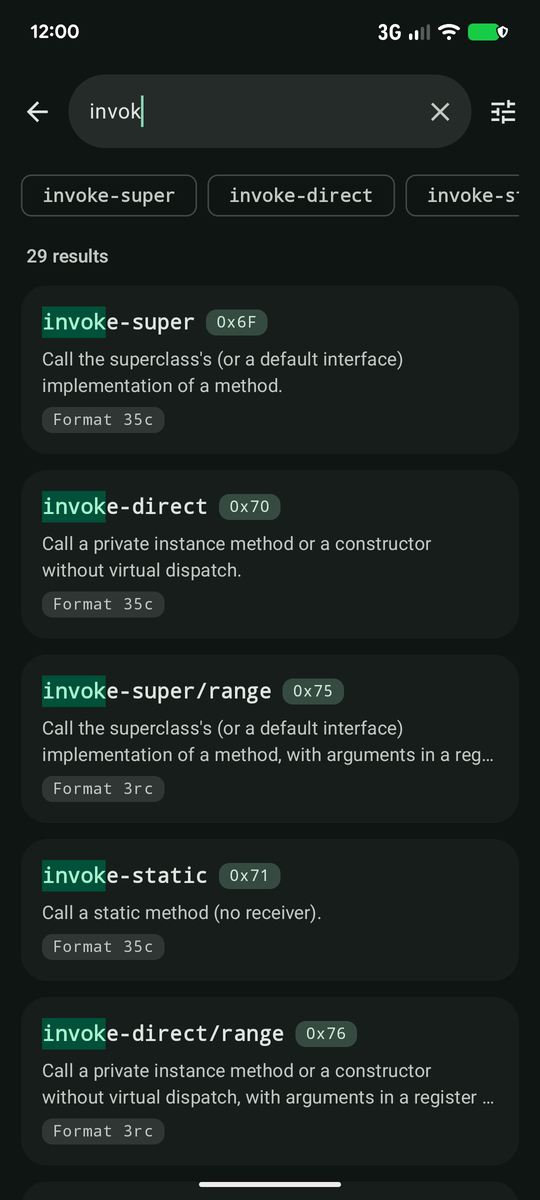 12:00
3G
invok
invoke-super
invoke-direct
29 results
invoke-super 0x6F
Call the superclass's (or a default interface)
implementation of a method.
Format 35c
invoke-direct 0x70
Call a private instance method or a constructor
without virtual dispatch.
Format 35c
invoke-super/range 0x75
Call the superclass's (or a default interface)
implementation of a method, with arguments in a reg…
Format 3rc
invoke-static 0x71
Call a static method (no receiver).
Format 35c
invoke-direct/range 0x76
Call a private instance method or a constructor
without virtual dispatch, with arguments in a register …
Format 3rc